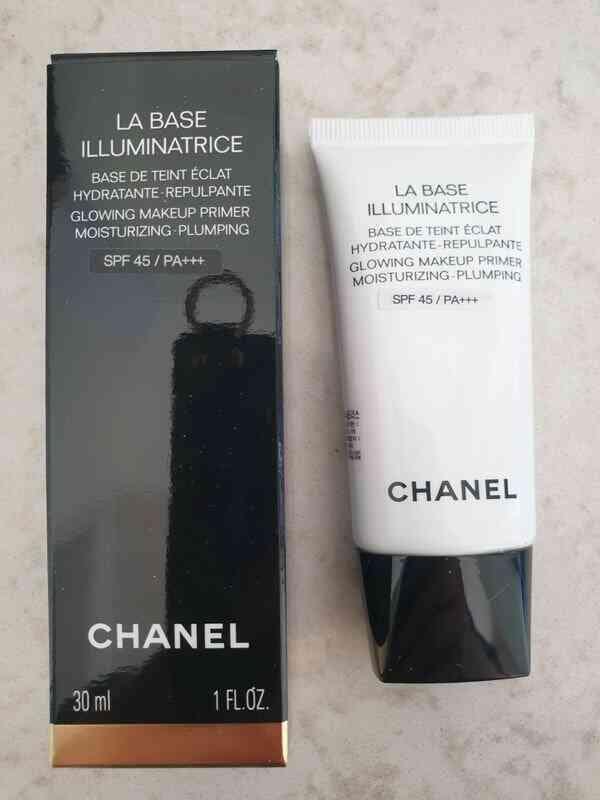 LA BASE
ILLUMINATRICE
BASE DE TEINT ÉCLAT
HYDRATANTE-REPULPANTE
GLOWING MAKEUP PRIMER
MOISTURIZING-PLUMPING
SPF 45 / PA+++
CHANEL
30 ml 1 FL.OZ.
LA BASE
ILLUMINATRICE
BASE DE TEINT ÉCLAT
HYDRATANTE-REPULPANTE
GLOWING MAKEUP PRIMER
MOISTURIZING-PLUMPING
SPF 45 / PA+++
CHANEL